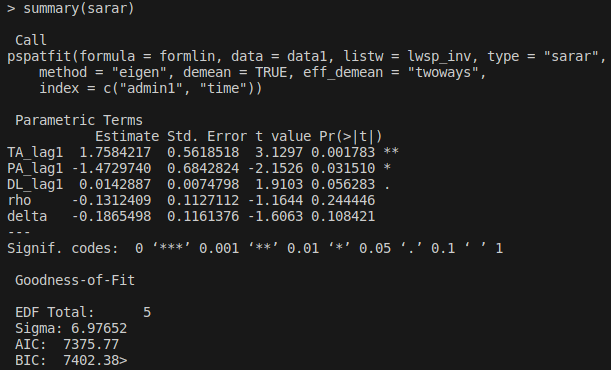 > summary(sarar)
Call
pspatfit(formula = formlin, data = data1, listw = lwsp_inv, type = "sarar",
method = "eigen", demean = TRUE, eff_demean = "twoways",
index = c("admin1", "time"))
Parametric Terms
Estimate Std. Error t value Pr(>|t|)
TA_lag1 1.7584217 0.5618518 3.1297 0.001783 **
PA_lag1 -1.4729740 0.6842824 -2.1526 0.031510 *
DL_lag1 0.0142887 0.0074798 1.9103 0.056283 .
rho -0.1312409 0.1127112 -1.1644 0.244446
delta -0.1865498 0.1161376 -1.6063 0.108421
---
Signif. codes: 0 ‘***’ 0.001 ‘**’ 0.01 ‘*’ 0.05 ‘.’ 0.1 ‘ ’ 1
Goodness-of-Fit
EDF Total: 5
Sigma: 6.97652
AIC: 7375.77
BIC: 7402.38>